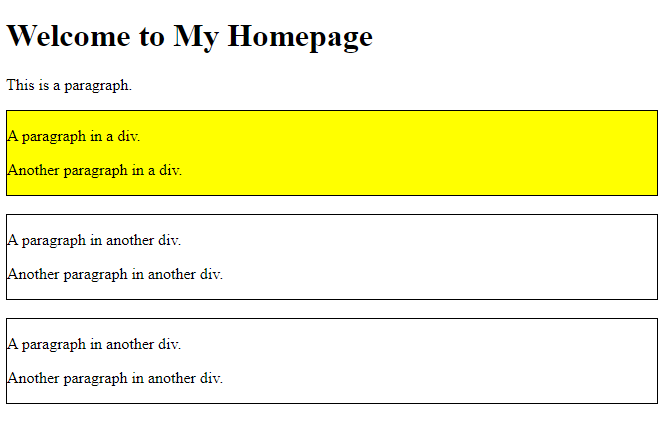 Welcome to My Homepage
This is a paragraph.
A paragraph in a div.
Another paragraph in a div.
A paragraph in another div.
Another paragraph in another div.
A paragraph in another div.
Another paragraph in another div.